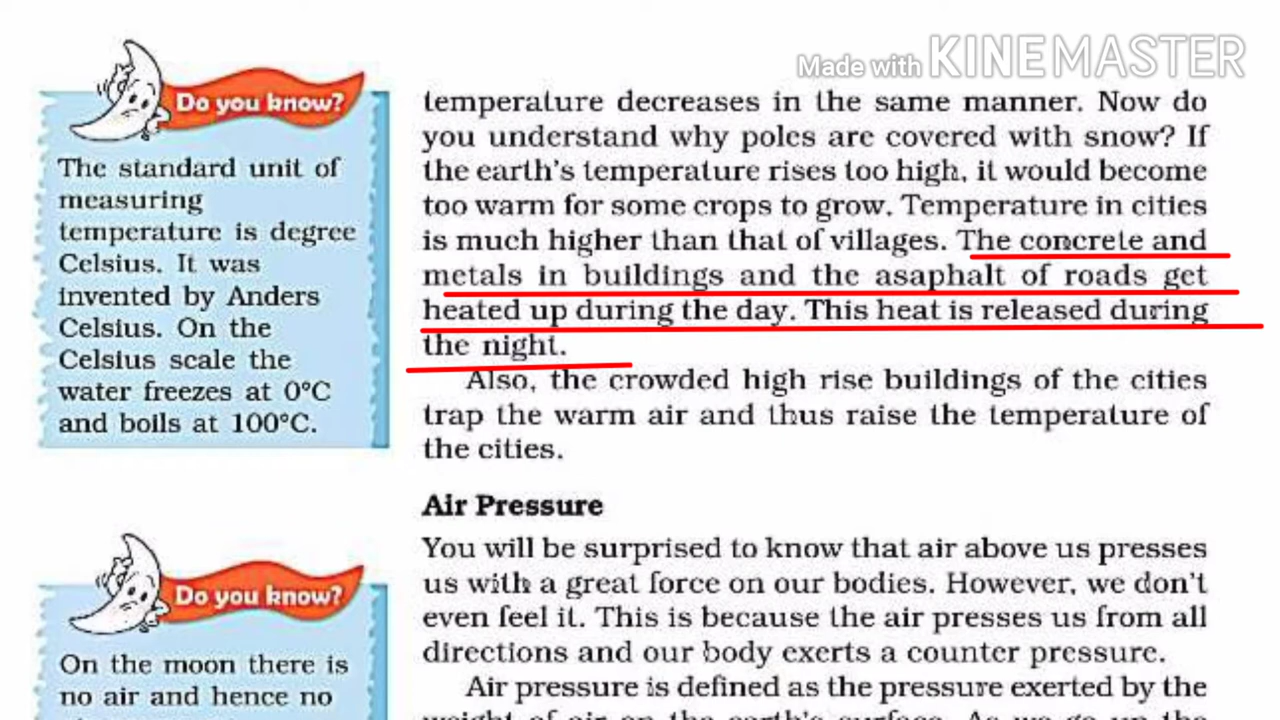 Made with KINEMASTER
Do you know?
The standard unit of
measuring
temperature is degree
Celsius. It was
invented by Anders
Celsius. On the
Celsius scale the
water freezes at 0°C
and boils at 100°C.
temperature decreases in the same manner. Now do
you understand why poles are covered with snow? If
the earth's temperature rises too high, it would become
too warm for some crops to grow. Temperature in cities
is much higher than that of villages. The concrete and
metals in buildings and the asaphalt of roads get
heated up during the day. This heat is released during
the night.
Also, the crowded high rise buildings of the cities
trap the warm air and thus raise the temperature of
the cities.
Air Pressure
You will be surprised to know that air above us presses
us with a great force on our bodies. However, we don't
even feel it. This is because the air presses us from all
directions and our body exerts a counter pressure.
Air pressure is defined as the pressure exerted by the
weight of air on the earth's surface. As we go up the
Do you know?
On the moon there is
no air and hence no